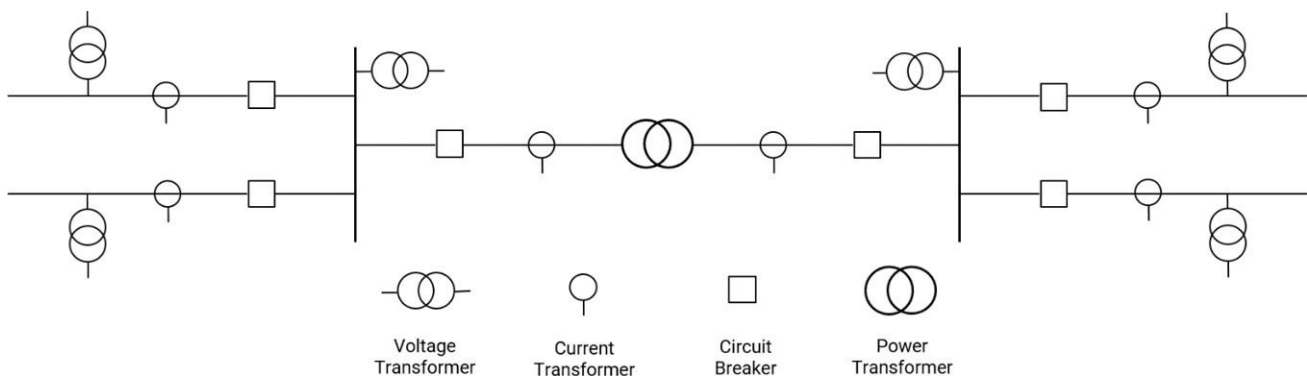 Voltage
Transformer
Current
Transformer
Circuit
Breaker
Power
Transformer